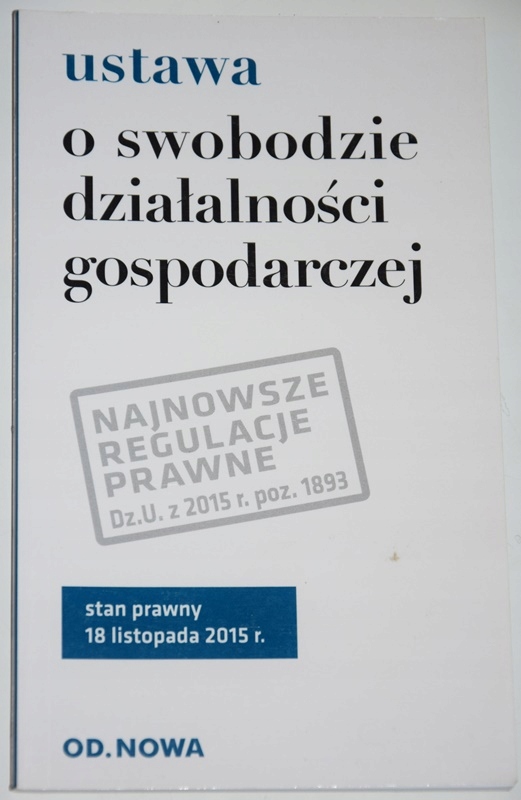 ustawa
o swobodzie
działalności
gospodarczej
NAJNOWSZE
REGULACJE
PRAWNE
Dz.U. z 2015 r. poz. 1893
stan prawny
18 listopada 2015 r.
OD.NOWA